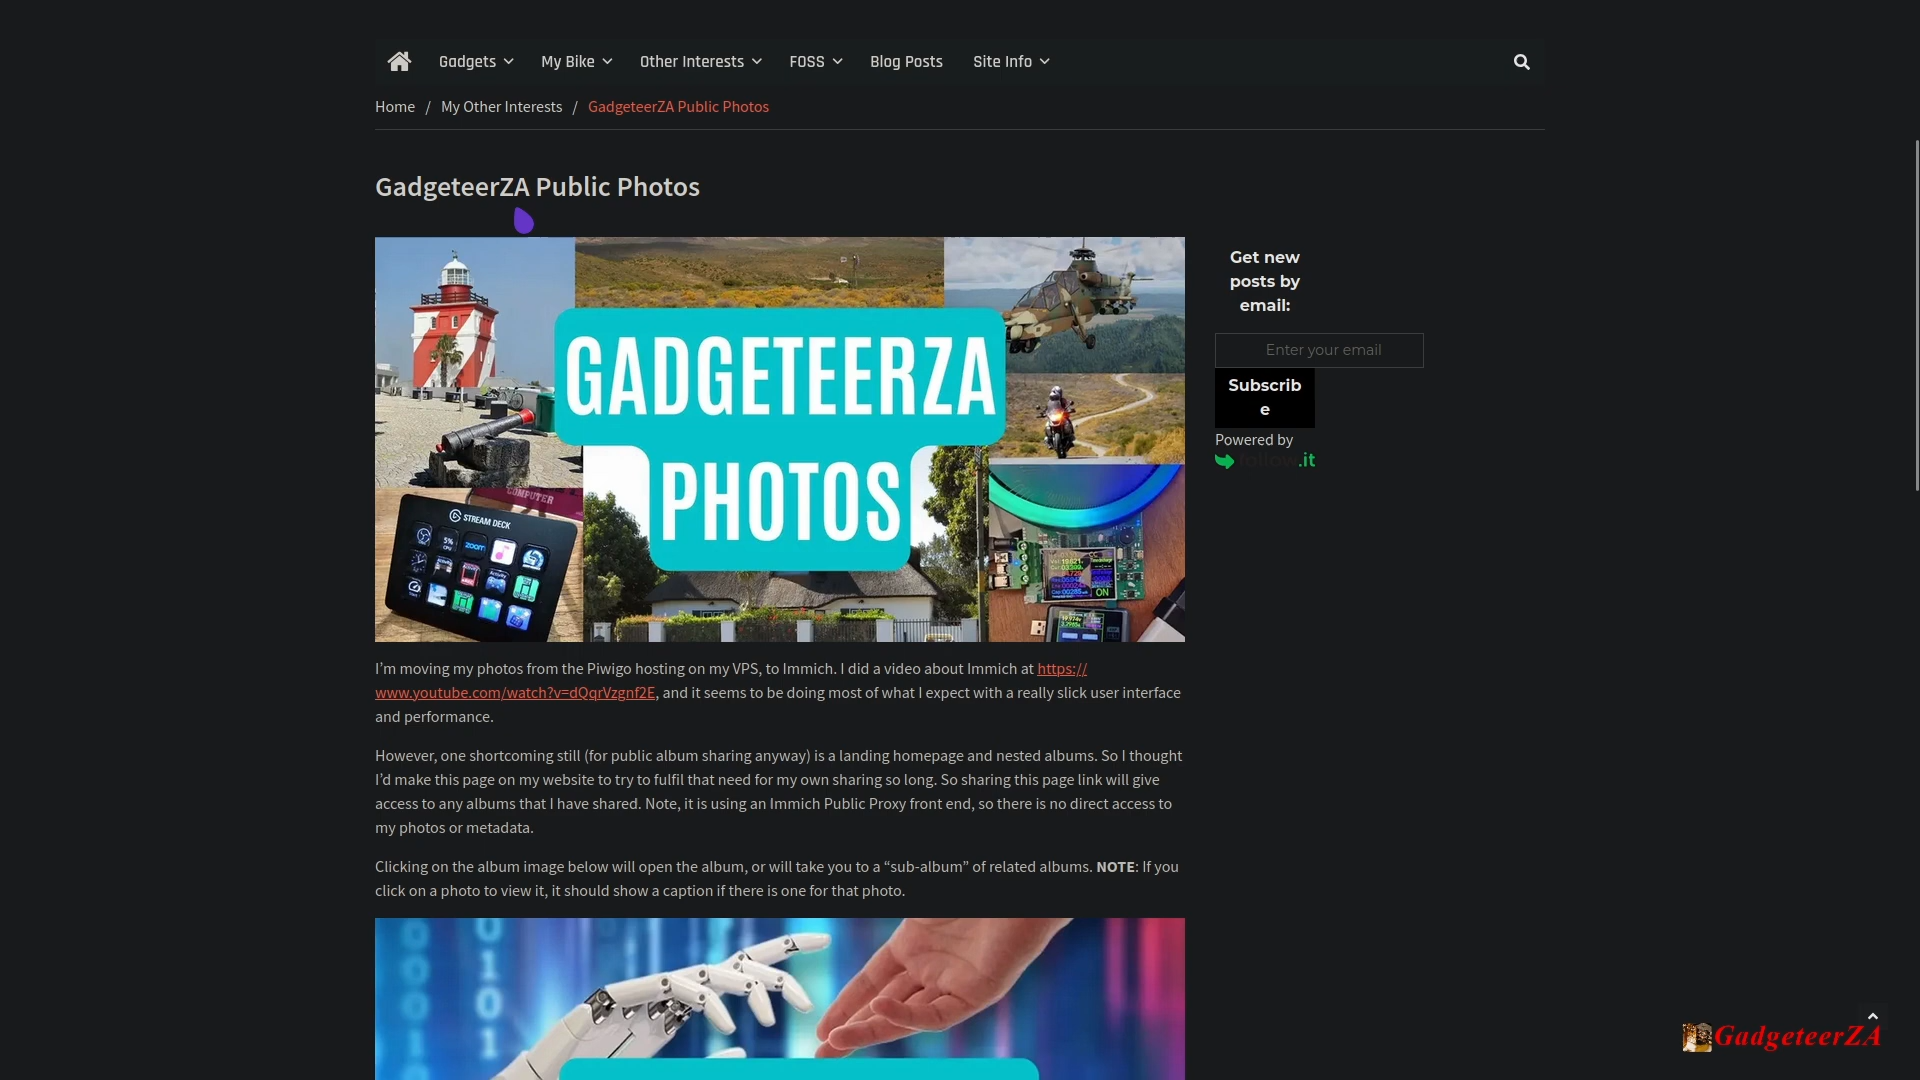 Gadgets My Bike Other Interests FOSS Blog Posts Site Info
Home / My Other Interests / GadgeteerZA Public Photos
GadgeteerZA Public Photos
GADGETEERZA
PHOTOS
COMPUTER
STREAM DECK
zoom
ON
Get new
posts by
email:
Enter your email
Subscrib
e
Powered by
follow.it
I'm moving my photos from the Piwigo hosting on my VPS, to Immich. I did a video about Immich at https://
www.youtube.com/watch?v=dQqrVzgnf2E, and it seems to be doing most of what I expect with a really slick user interface
and performance.
However, one shortcoming still (for public album sharing anyway) is a landing homepage and nested albums. So I thought
I'd make this page on my website to try to fulfil that need for my own sharing so long. So sharing this page link will give
access to any albums that I have shared. Note, it is using an Immich Public Proxy front end, so there is no direct access to
my photos or metadata.
Clicking on the album image below will open the album, or will take you to a “sub-album” of related albums. NOTE: If you
click on a photo to view it, it should show a caption if there is one for that photo.
GadgeteerZA